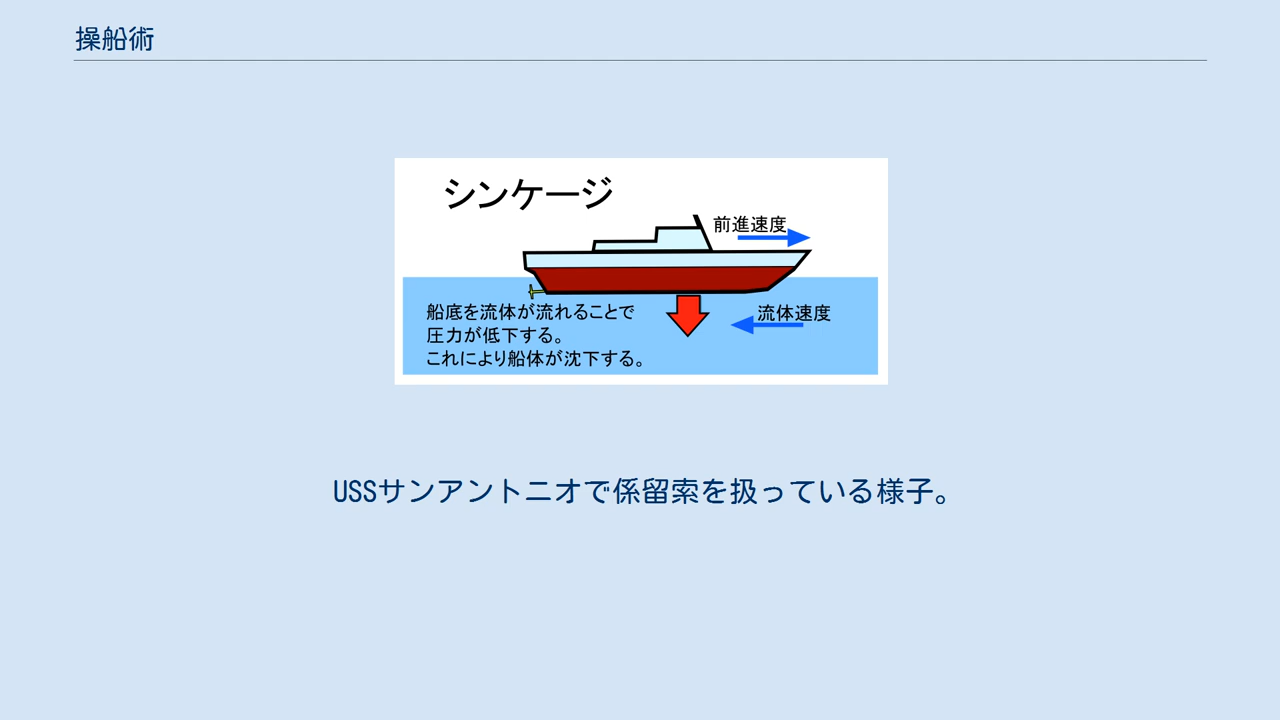 操船術
シンケージ
前進速度
船底を流体が流れることで
圧力が低下する。
これにより船体が沈下する。
流体速度
USSサンアントニオで係留索を扱っている様子。